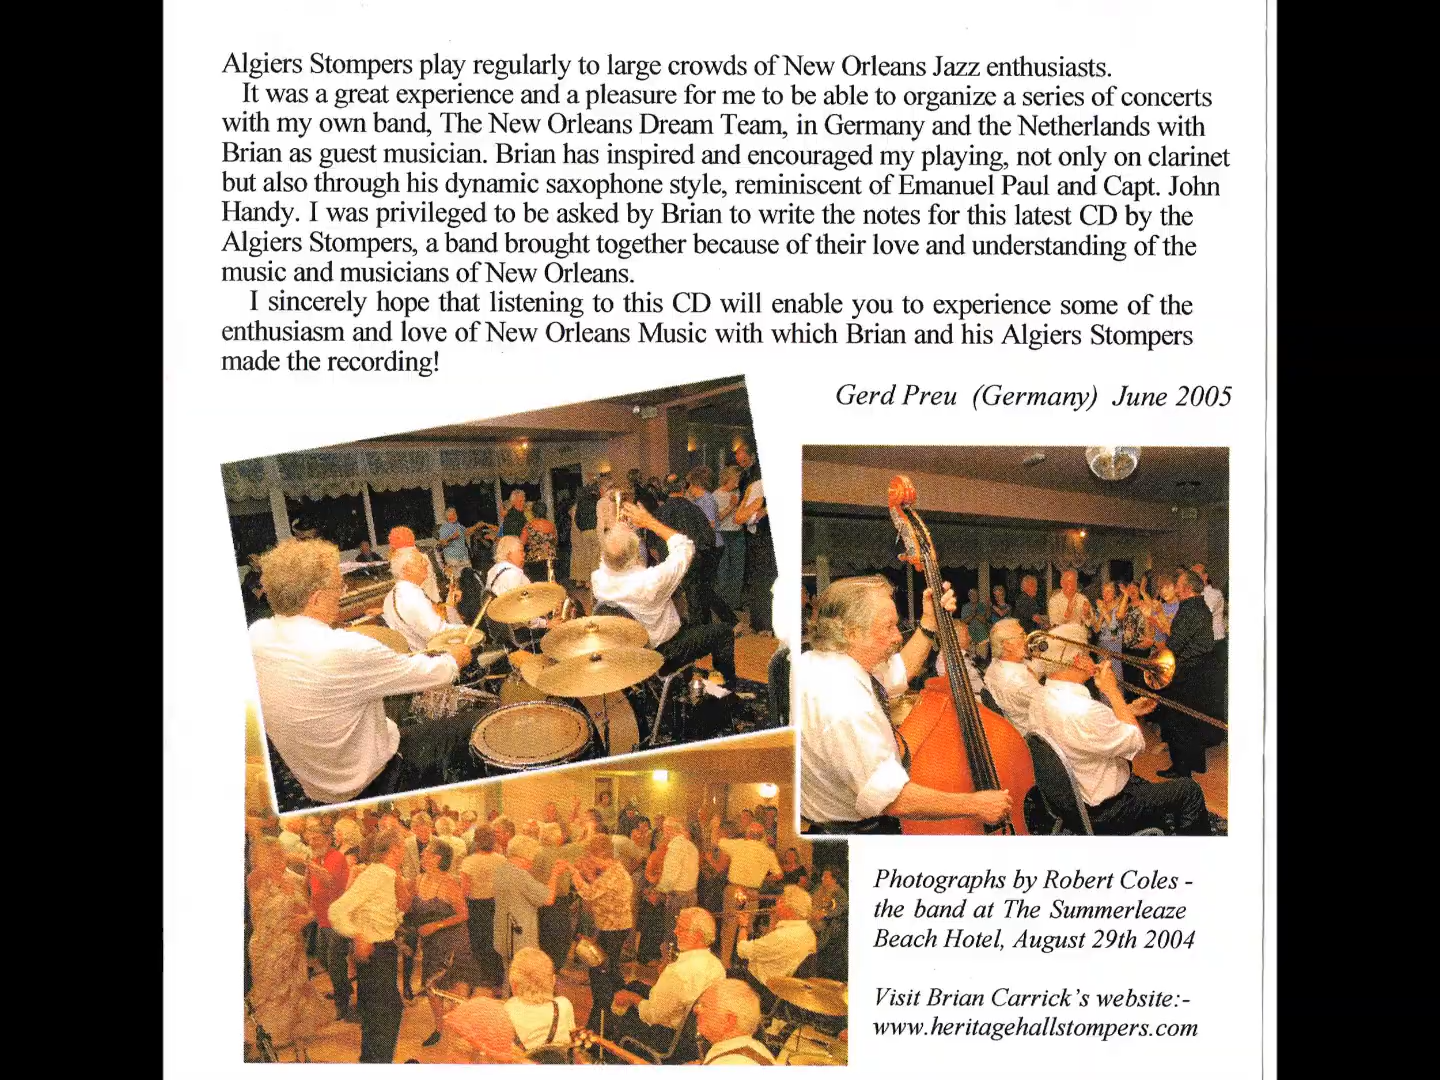 Algiers Stompers play regularly to large crowds of New Orleans Jazz enthusiasts.
It was a great experience and a pleasure for me to be able to organize a series of concerts
with my own band, The New Orleans Dream Team, in Germany and the Netherlands with
Brian as guest musician. Brian has inspired and encouraged my playing, not only on clarinet
but also through his dynamic saxophone style, reminiscent of Emanuel Paul and Capt. John
Handy. I was privileged to be asked by Brian to write the notes for this latest CD by the
Algiers Stompers, a band brought together because of their love and understanding of the
music and musicians of New Orleans.
I sincerely hope that listening to this CD will enable you to experience some of the
enthusiasm and love of New Orleans Music with which Brian and his Algiers Stompers
made the recording!
Gerd Preu (Germany) June 2005
Photographs by Robert Coles -
the band at The Summerleaze
Beach Hotel, August 29th 2004
Visit Brian Carrick's website:-
www.heritagehallstompers.com